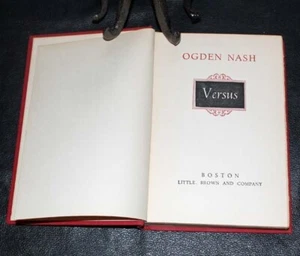 OGDEN NASH
Versus
BOSTON
LITTLE, BROWN AND COMPANY